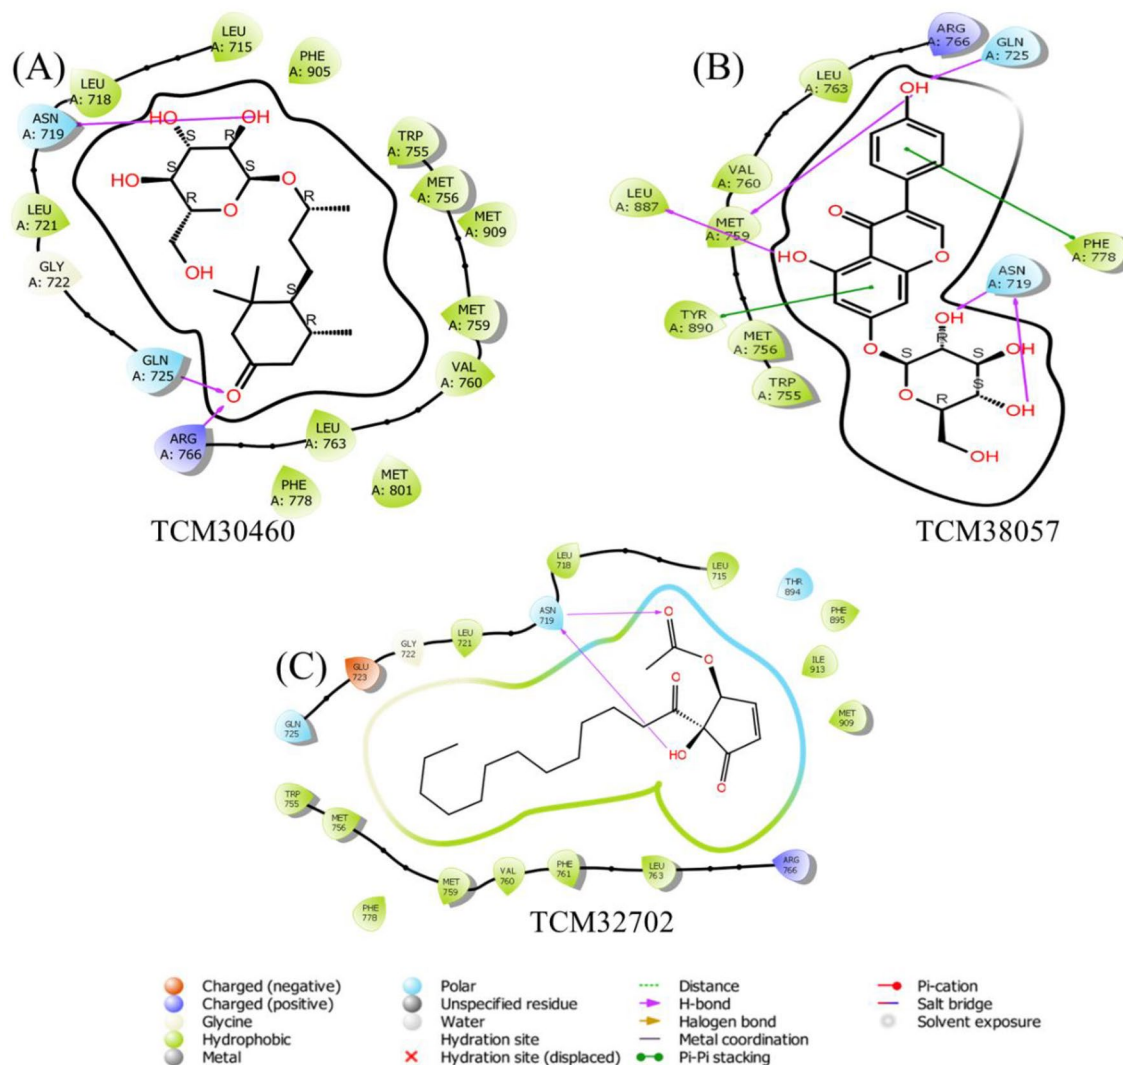 (A)
LEU
A: 715
PHE
A: 905
LEU
A: 718
ASN
A: 719
HO
OH
S
R
TRP
A: 755
S
S
HO
R
O
O
R
MET
A: 756
LEU
A: 721
MET
A: 909
GLY
A: 722
OH
S
R
MET
A: 759
GLN
A: 725
VAL
A: 760
O
ARG
A: 766
LEU
A: 763
PHE
A: 778
MET
A: 801
TCM30460
(B)
ARG
A: 766
GLN
A: 725
LEU
A: 763
OH
VAL
A: 760
LEU
A: 887
MET
A: 759
O
HO
O
PHE
A: 778
ASN
A: 719
TYR
A: 890
MET
A: 756
OH
TRP
A: 755
O
S
R
S
OH
S
O
R
OH
OH
TCM38057
(C)
LEU
718
LEU
715
THR
894
ASN
719
O
PHE
895
LEU
721
GLY
722
GLU
723
O
O
ILE
913
GLN
725
MET
909
HO
O
TRP
755
MET
756
MET
759
VAL
760
PHE
761
LEU
763
ARG
766
PHE
778
TCM32702
Charged (negative)
Charged (positive)
Glycine
Hydrophobic
Metal
Polar
Unspecified residue
Water
Hydration site
Hydration site (displaced)
Distance
H-bond
Halogen bond
Metal coordination
Pi-Pi stacking
Pi-cation
Salt bridge
Solvent exposure